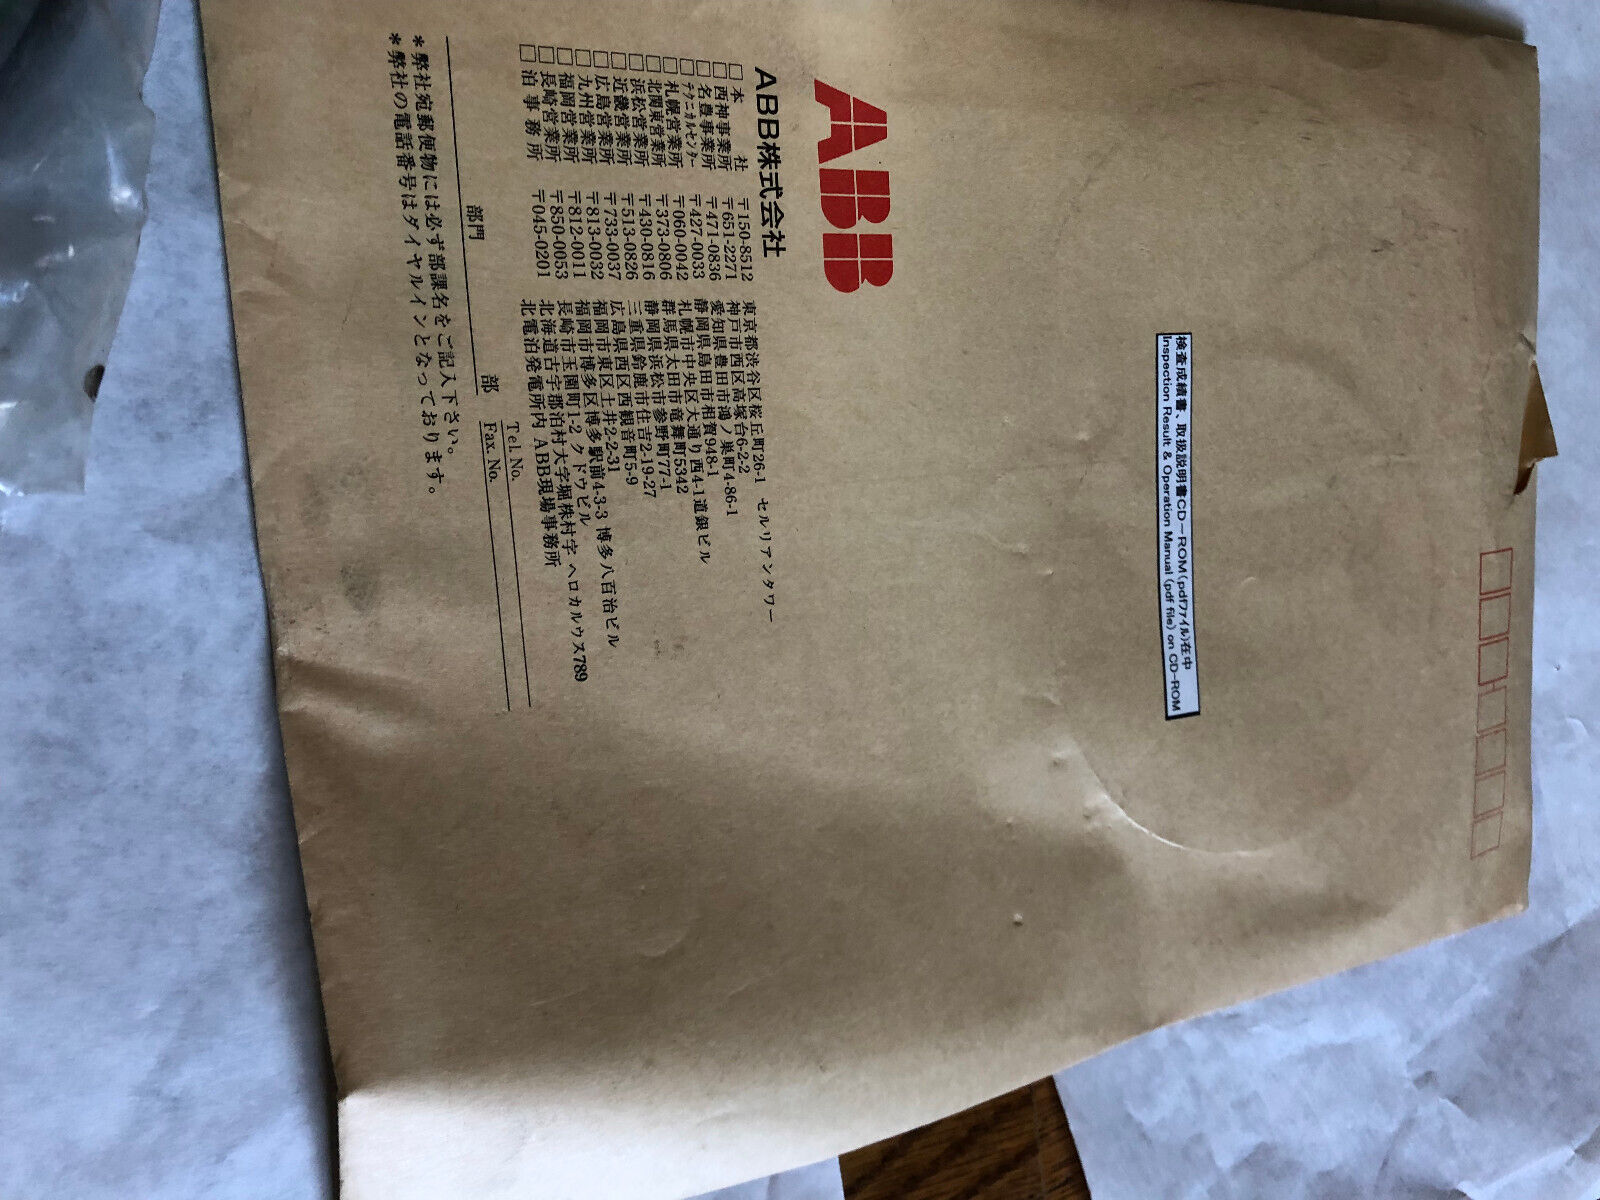 検査成績書、取扱説明書CD-ROM(pdfファイル)在中
Inspection Result & Operation Manual (pdf file) on CD-ROM
ABB
ABB株式会社
□本社 〒150-8512 東京都渋谷区桜丘町26-1 セルリアンタワー
□西神事業所 〒651-2271 神戸市西区高塚台6-2-2
□名豊事業所 〒471-0836 愛知県豊田市鴻ノ巣町4-86-1
□テクニカルセンター 〒427-0033 静岡県島田市相賀948-1
□札幌営業所 〒060-0042 札幌市中央区大通り西4-1道銀ビル
□北関東営業所 〒373-0806 群馬県太田市竜舞町5342
□浜松営業所 〒430-0816 静岡県浜松市参野町77-1
□近畿営業所 〒513-0826 三重県鈴鹿市住吉2-19-27
□広島営業所 〒733-0037 広島市西区西観音町5-9
□九州営業所 〒813-0032 福岡市東区土井2-2-31
□福岡営業所 〒812-0011 福岡市博多区博多駅前4-3-3 博多八百治ビル
□長崎営業所 〒850-0053 長崎市玉園町1-2 クドウビル
□泊事務所 〒045-0201 北海道古宇郡泊村大字堀株村字 ヘロカルウス789
北電泊発電所内 ABB現場事務所
Tel. No.
部門 部 Fax. No.
＊弊社宛郵便物には必ず部課名をご記入下さい。
＊弊社の電話番号はダイヤルインとなっております。